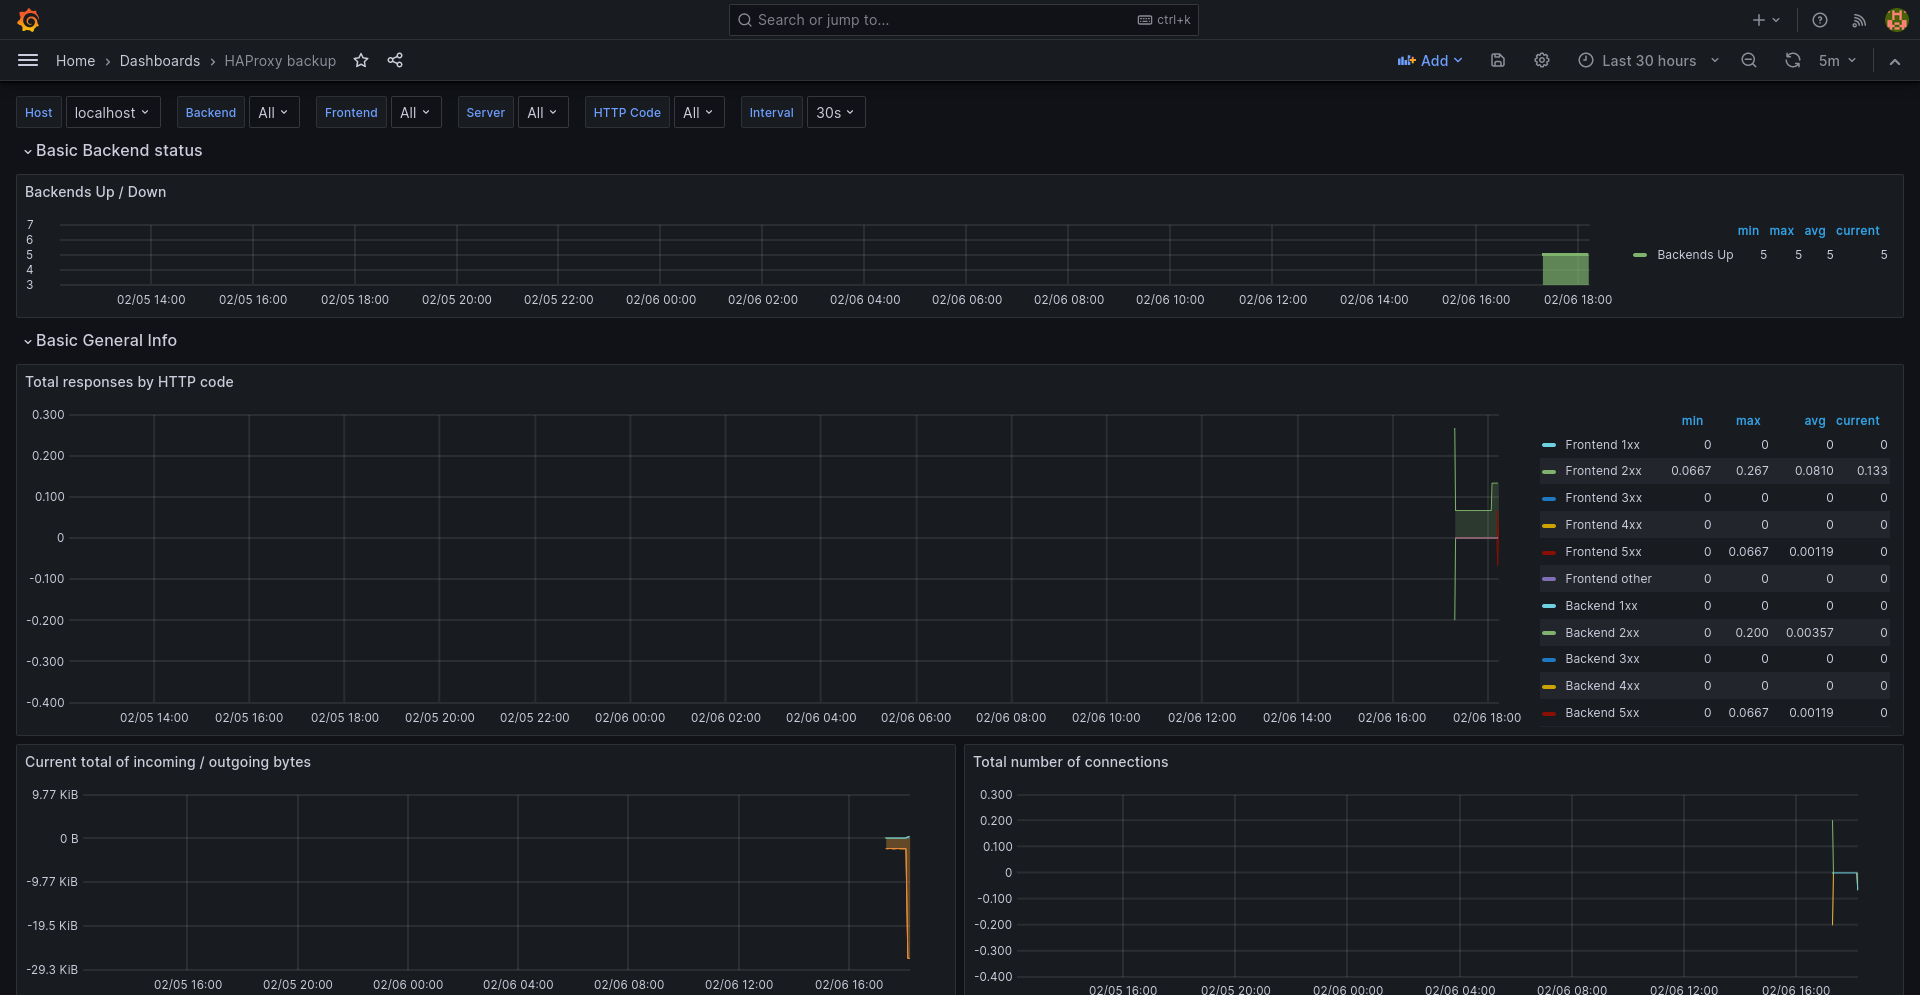 Search or jump to...
ctrl+k
Home › Dashboards › HAProxy backup
Add
Last 30 hours
5m
Host localhost Backend All Frontend All Server All HTTP Code All Interval 30s
Basic Backend status
Backends Up / Down
7
6
5
4
3
02/05 14:00 02/05 16:00 02/05 18:00 02/05 20:00 02/05 22:00 02/06 00:00 02/06 02:00 02/06 04:00 02/06 06:00 02/06 08:00 02/06 10:00 02/06 12:00 02/06 14:00 02/06 16:00 02/06 18:00
min max avg current
Backends Up 5 5 5 5
Basic General Info
Total responses by HTTP code
0.300
0.200
0.100
0
-0.100
-0.200
-0.300
-0.400
02/05 14:00 02/05 16:00 02/05 18:00 02/05 20:00 02/05 22:00 02/06 00:00 02/06 02:00 02/06 04:00 02/06 06:00 02/06 08:00 02/06 10:00 02/06 12:00 02/06 14:00 02/06 16:00 02/06 18:00
min max avg current
Frontend 1xx 0 0 0 0
Frontend 2xx 0.0667 0.267 0.0810 0.133
Frontend 3xx 0 0 0 0
Frontend 4xx 0 0 0 0
Frontend 5xx 0 0.0667 0.00119 0
Frontend other 0 0 0 0
Backend 1xx 0 0 0 0
Backend 2xx 0 0.200 0.00357 0
Backend 3xx 0 0 0 0
Backend 4xx 0 0 0 0
Backend 5xx 0 0.0667 0.00119 0
Current total of incoming / outgoing bytes
9.77 KiB
0 B
-9.77 KiB
-19.5 KiB
-29.3 KiB
02/05 16:00 02/05 20:00 02/06 00:00 02/06 04:00 02/06 08:00 02/06 12:00 02/06 16:00
Total number of connections
0.300
0.200
0.100
0
-0.100
-0.200
-0.300
-0.400
02/05 16:00 02/05 20:00 02/06 00:00 02/06 04:00 02/06 08:00 02/06 12:00 02/06 16:00